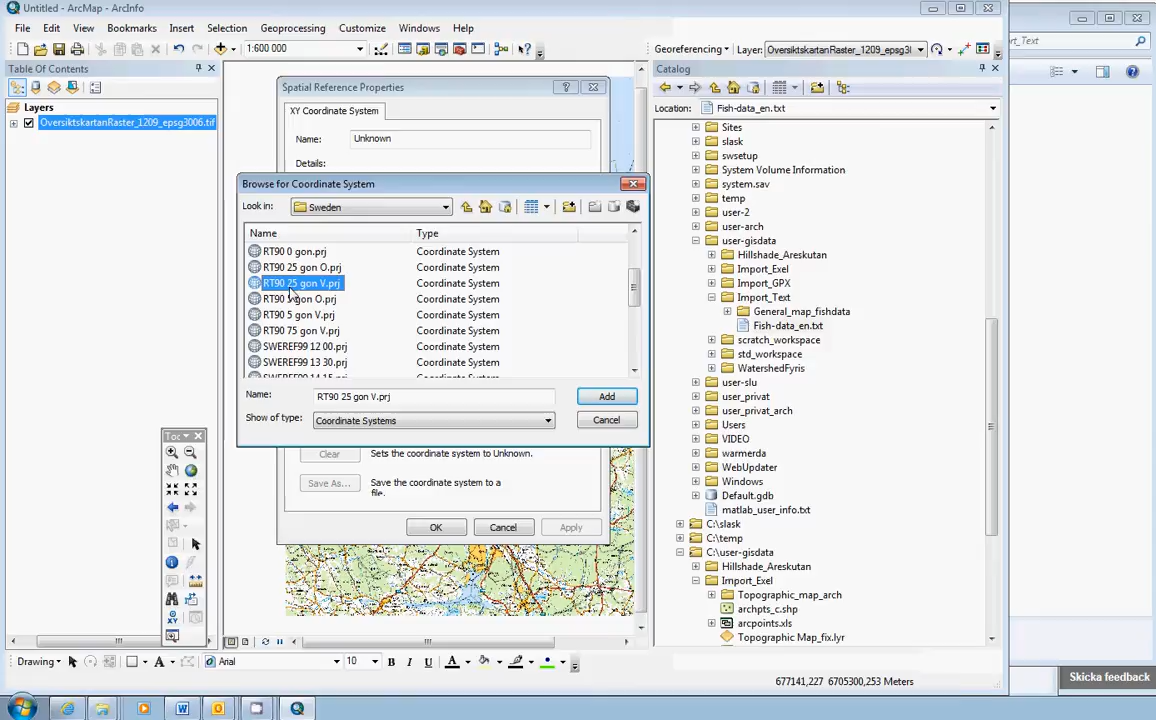 Untitled - ArcMap - ArcInfo
File Edit View Bookmarks Insert Selection Geoprocessing Customize Windows Help
1:600 000
Georeferencing Layer: OversiktskartanRaster_1209_epsg3(
Table Of Contents
Layers
OversiktskartanRaster_1209_epsg3006.tif
Spatial Reference Properties
XY Coordinate System
Name: Unknown
Details:
Browse for Coordinate System
Look in: Sweden
Name Type
RT90 0 gon.prj Coordinate System
RT90 25 gon O.prj Coordinate System
RT90 25 gon V.prj Coordinate System
RT90 5 gon O.prj Coordinate System
RT90 5 gon V.prj Coordinate System
RT90 75 gon V.prj Coordinate System
SWEREF99 12 00.prj Coordinate System
SWEREF99 13 30.prj Coordinate System
SWEREF99 14 15.prj Coordinate System
Name: RT90 25 gon V.prj Add
Show of type: Coordinate Systems Cancel
Clear Sets the coordinate system to Unknown.
Save As... Save the coordinate system to a
file.
OK Cancel Apply
Catalog
Location: Fish-data_en.txt
Sites
slask
swsetup
System Volume Information
system.sav
temp
user-2
user-arch
user-gisdata
Hillshade_Areskutan
Import_Exel
Import_GPX
Import_Text
General_map_fishdata
Fish-data_en.txt
scratch_workspace
std_workspace
WatershedFyris
user-slu
user_privat
user_privat_arch
Users
VIDEO
warmerda
WebUpdater
Windows
Default.gdb
matlab_user_info.txt
C:\slask
C:\temp
C:\user-gisdata
Hillshade_Areskutan
Import_Exel
Topographic_map_arch
archpts_c.shp
arcpoints.xls
Topographic Map_fix.lyr
Drawing Arial 10 B I U A
677141,227 6705300,253 Meters
Skicka feedback